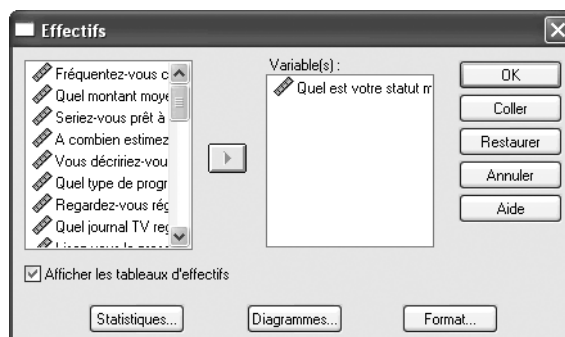 Effectifs
Fréquentez-vous c
Quel montant moye
Seriez-vous prêt à
A combien estimez
Vous décririez-vou
Quel type de progr
Regardez-vous rég
Quel journal TV reg
Variable(s) :
Quel est votre statut m
OK
Coller
Restaurer
Annuler
Aide
Afficher les tableaux d'effectifs
Statistiques...
Diagrammes...
Format...